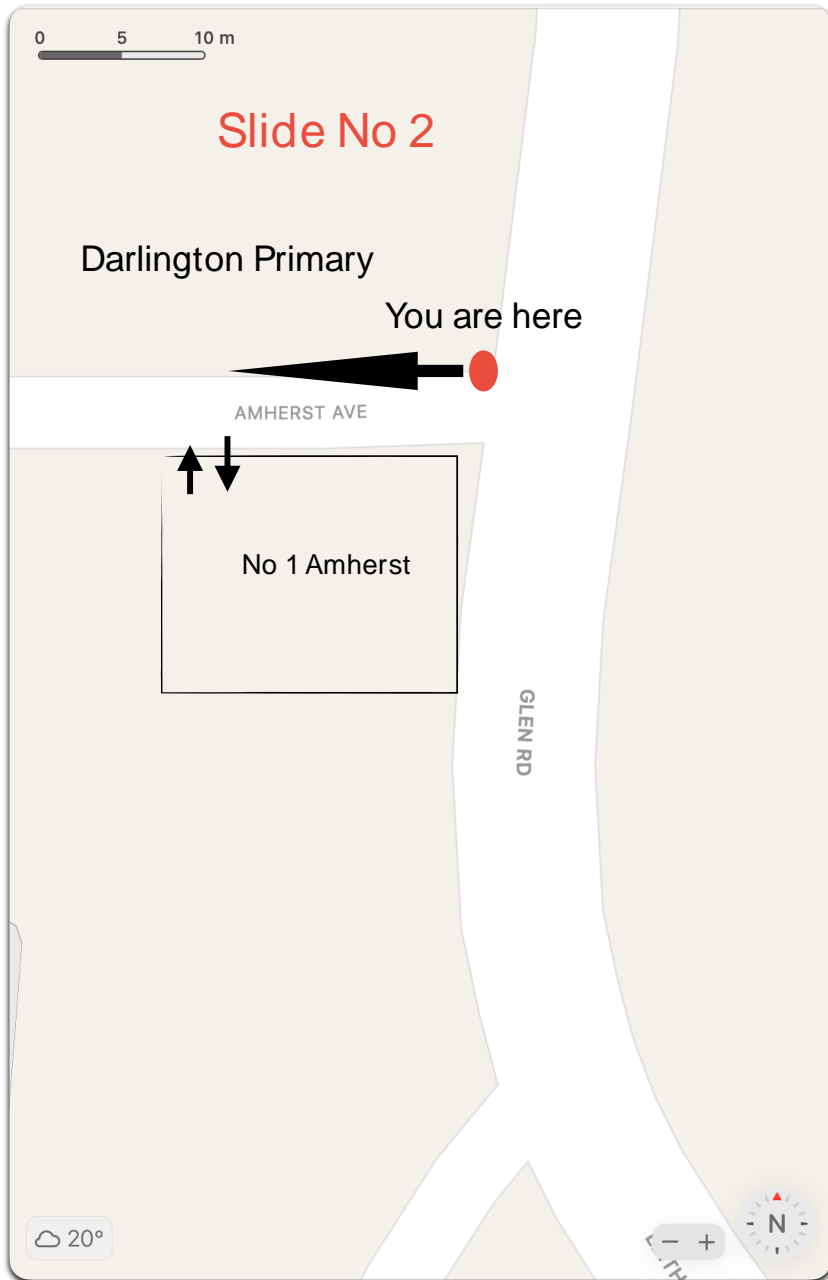 0 5 10 m
Slide No 2
Darlington Primary
You are here
AMHERST AVE
No 1 Amherst
GLEN RD
20°
− +
N